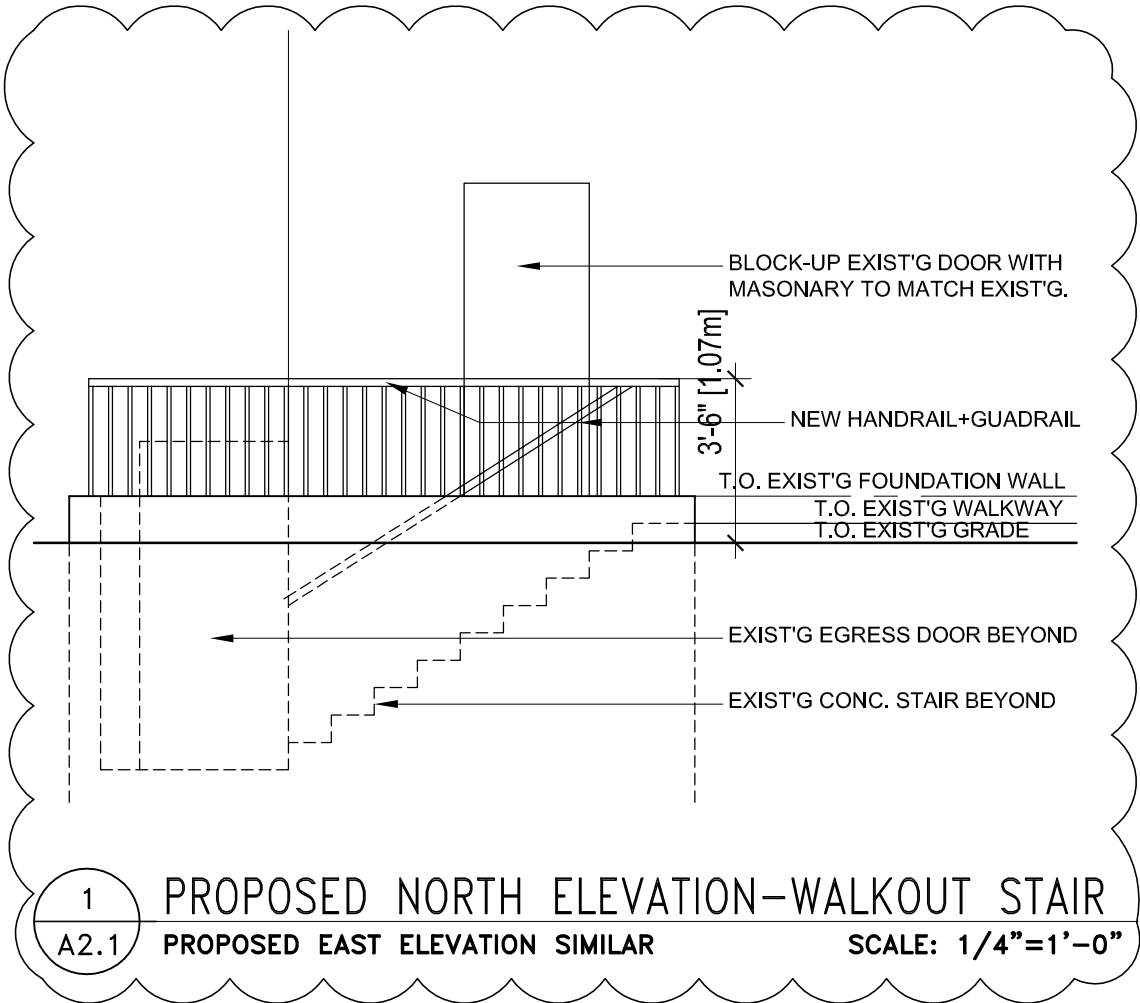 BLOCK-UP EXIST'G DOOR WITH
MASONARY TO MATCH EXIST'G.
3'-6" [1.07m]
NEW HANDRAIL+GUADRAIL
T.O. EXIST'G FOUNDATION WALL
T.O. EXIST'G WALKWAY
T.O. EXIST'G GRADE
EXIST'G EGRESS DOOR BEYOND
EXIST'G CONC. STAIR BEYOND
1
PROPOSED NORTH ELEVATION-WALKOUT STAIR
A2.1
PROPOSED EAST ELEVATION SIMILAR
SCALE: 1/4"=1'-0"